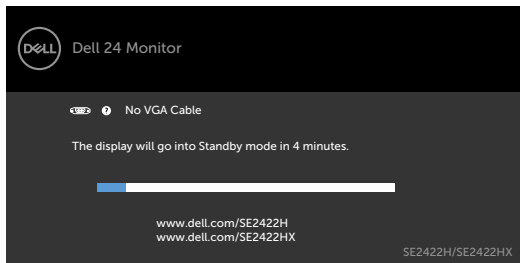 DELL
Dell 24 Monitor
No VGA Cable
The display will go into Standby mode in 4 minutes.
www.dell.com/SE2422H
www.dell.com/SE2422HX
SE2422H/SE2422HX